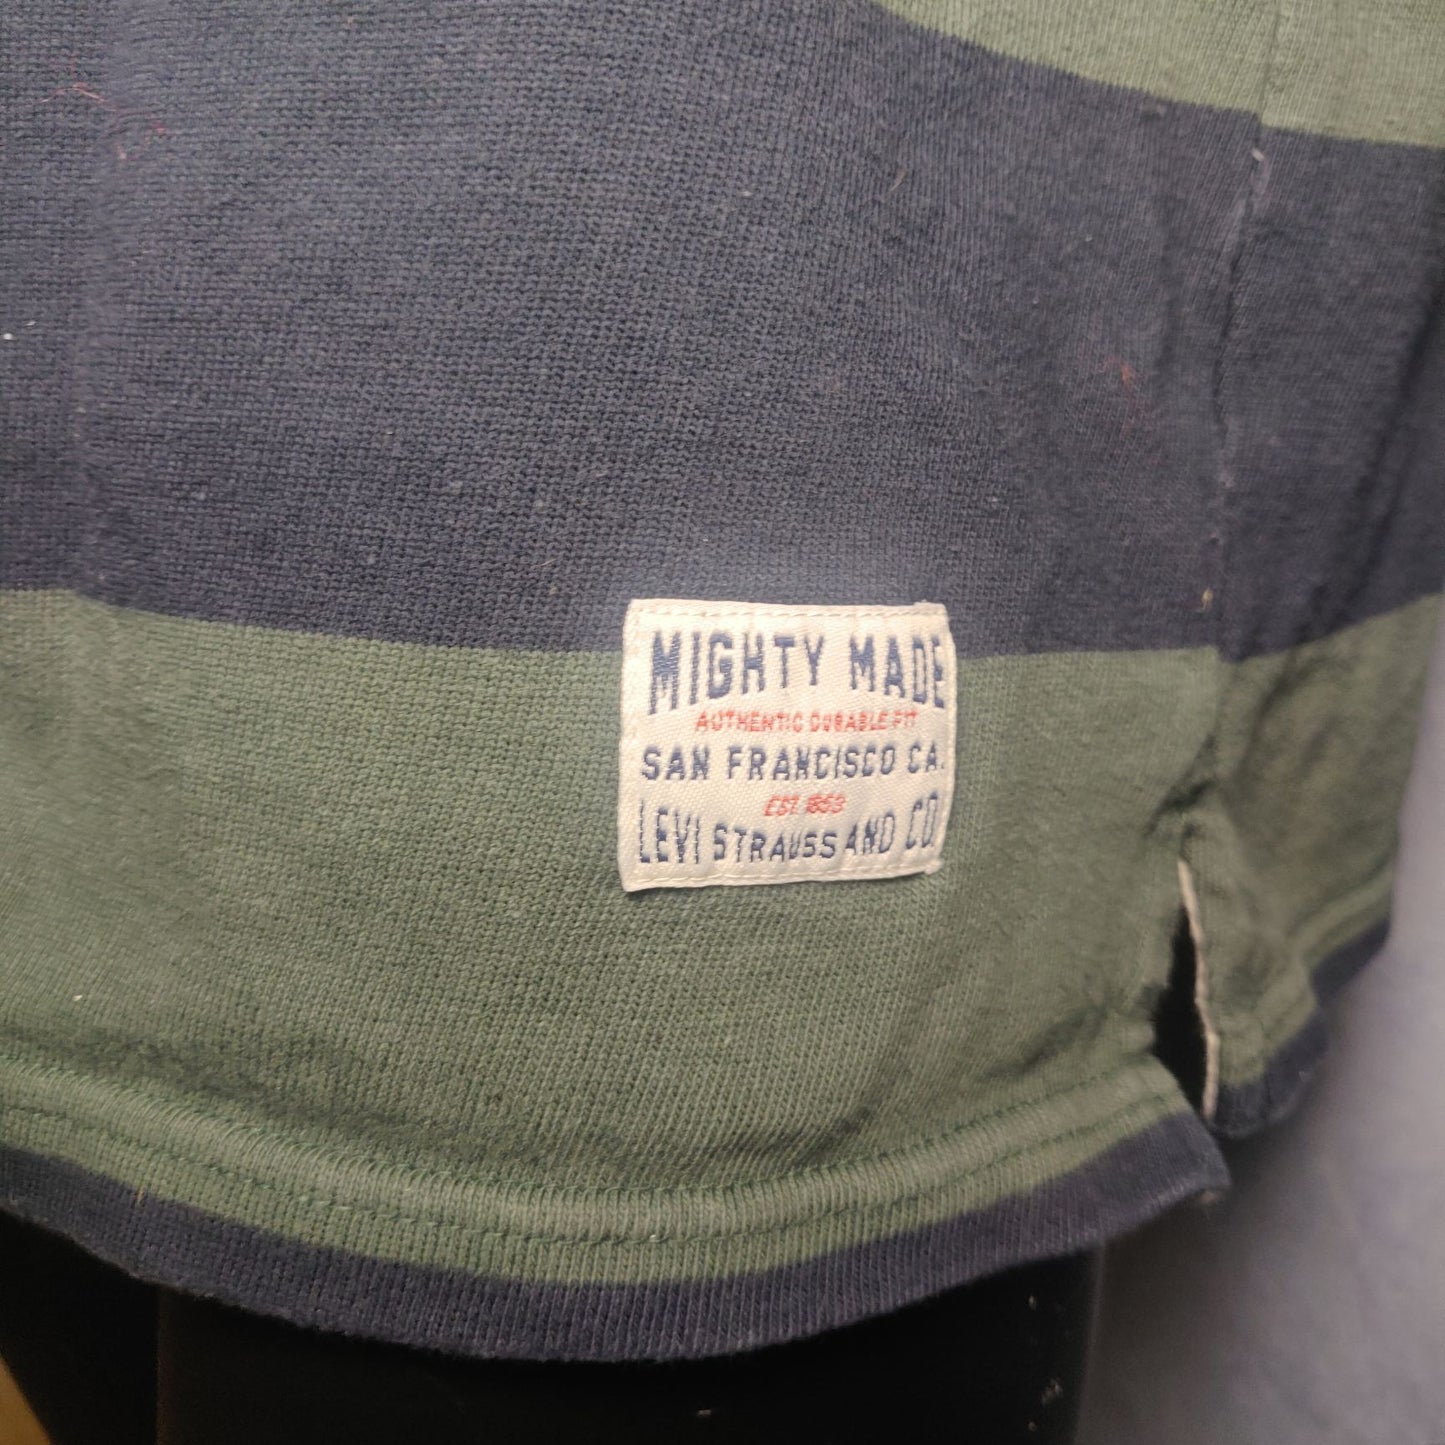 MIGHTY MADE
AUTHENTIC DURABLE FIT
SAN FRANCISCO CA.
EST. 1853
LEVI STRAUSS AND CO.